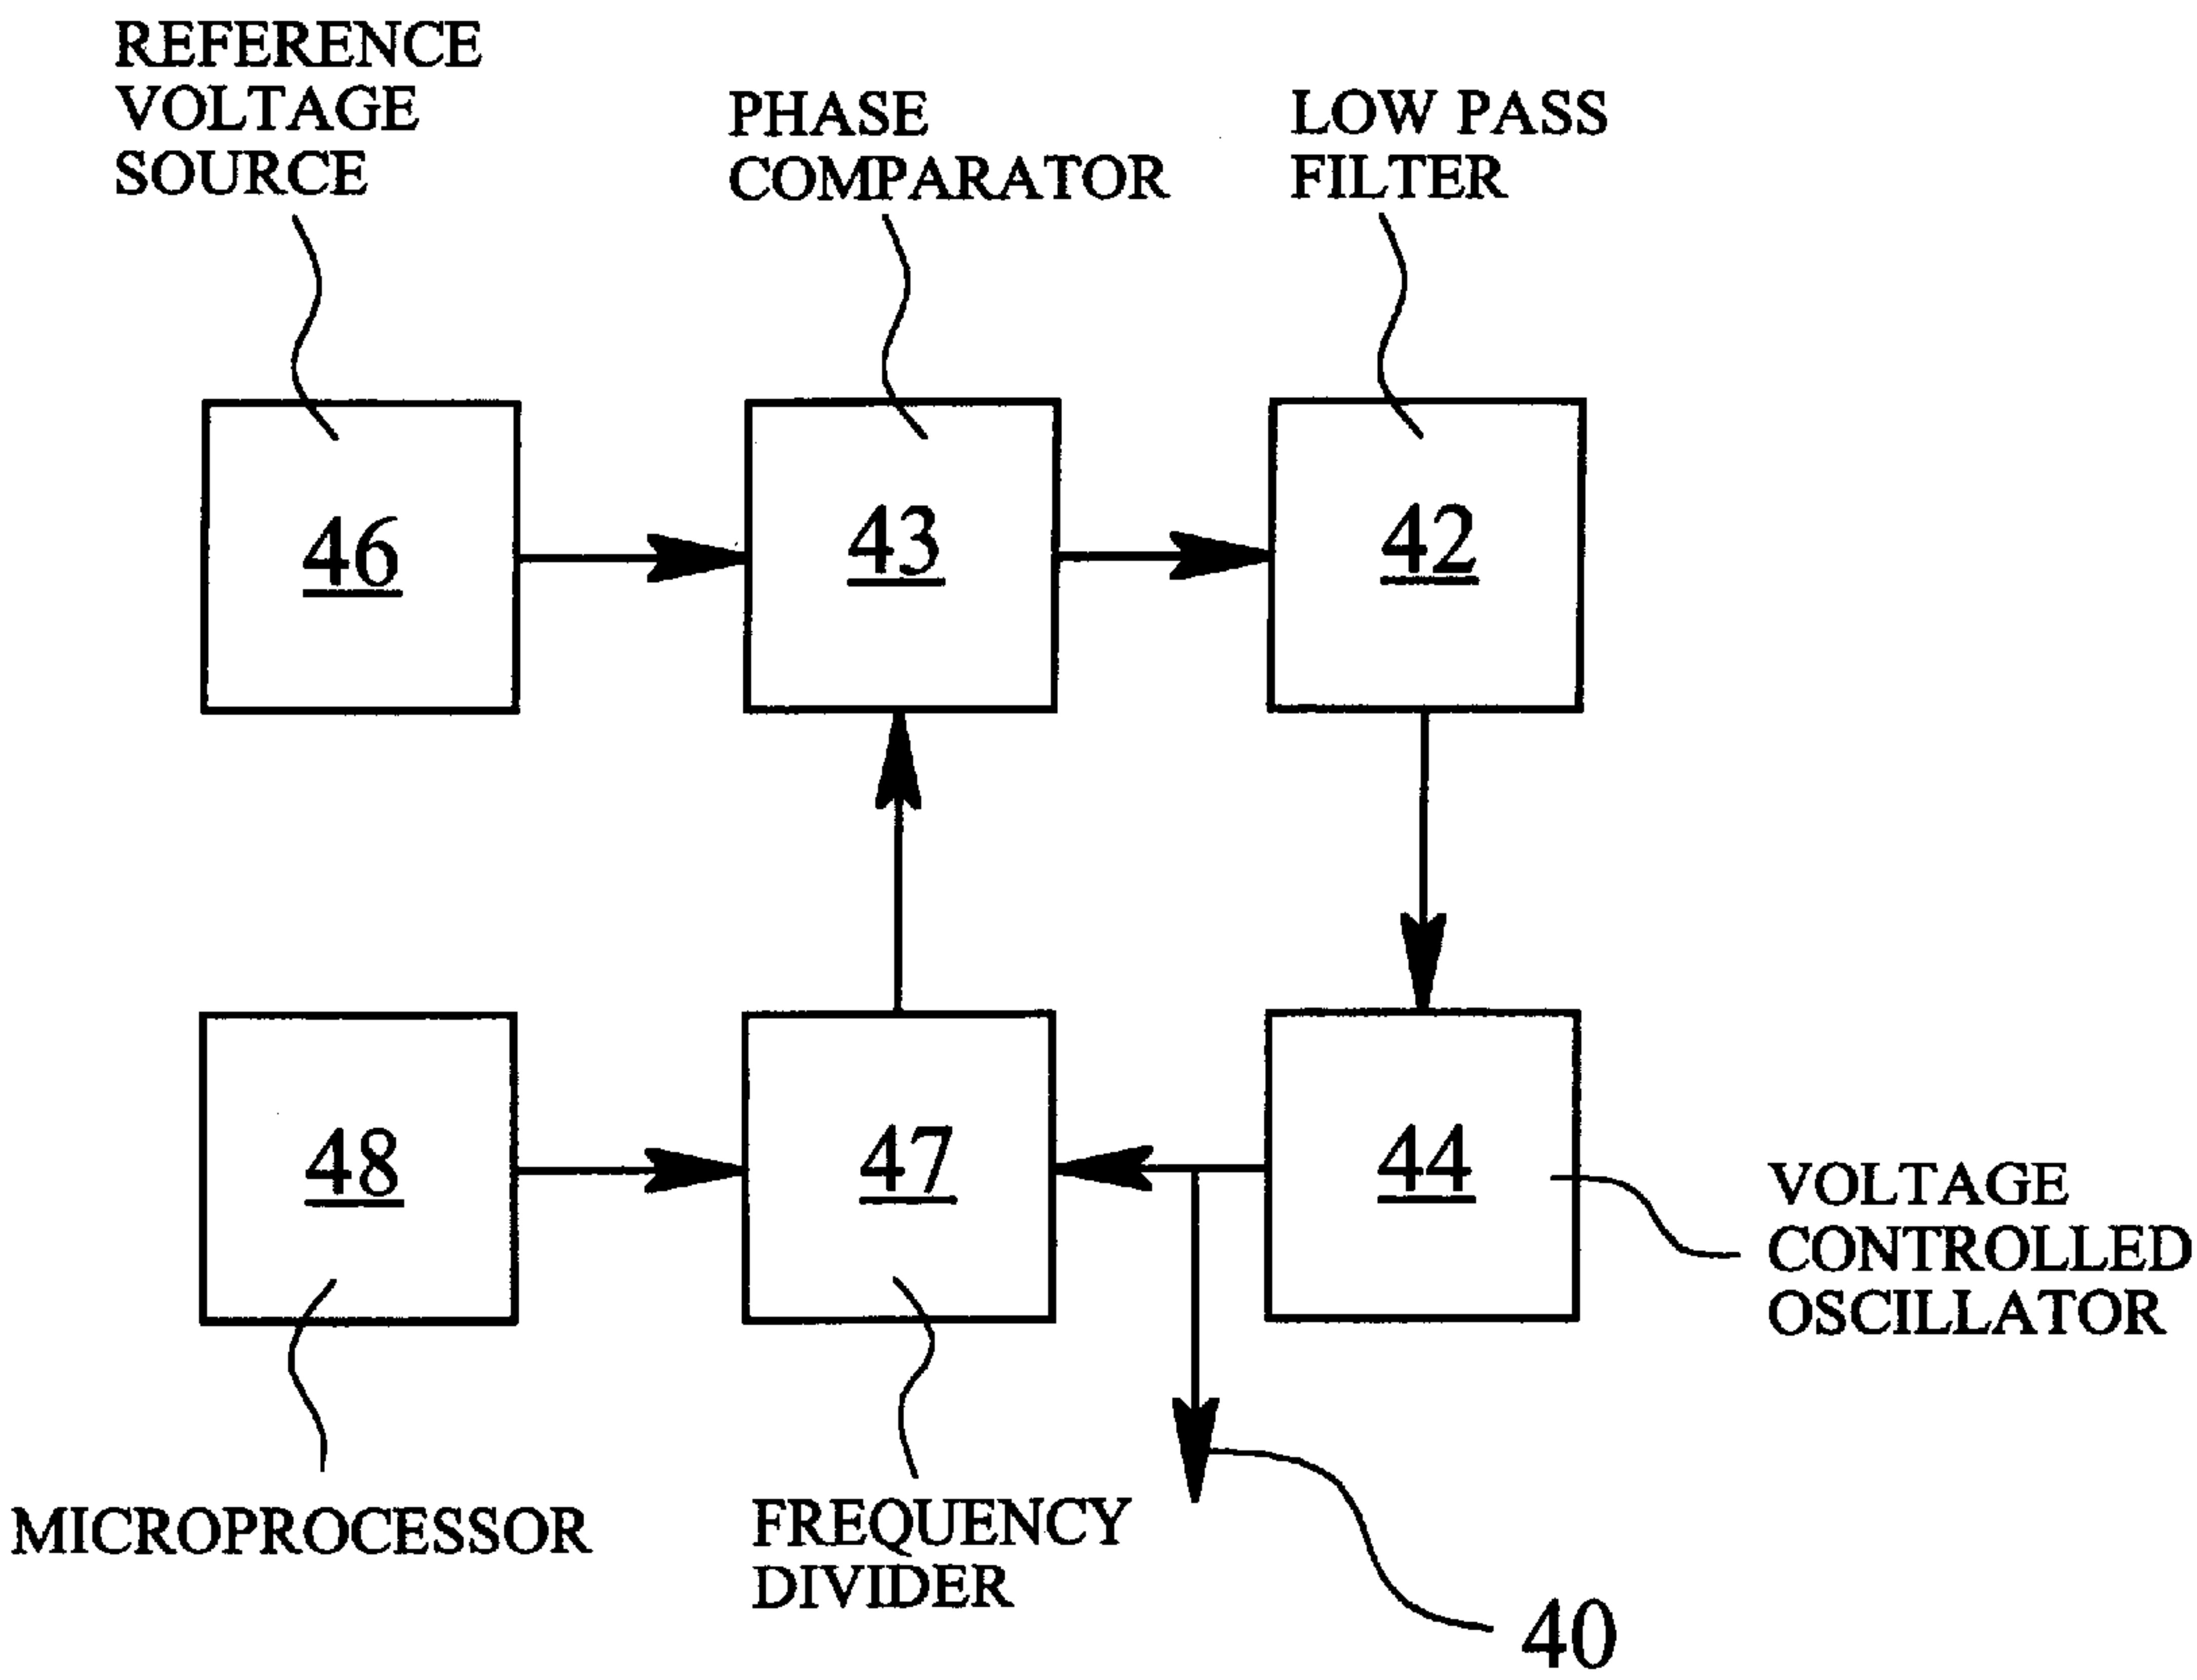 REFERENCE
VOLTAGE
SOURCE
PHASE
COMPARATOR
LOW PASS
FILTER
46
43
42
48
47
44
VOLTAGE
CONTROLLED
OSCILLATOR
MICROPROCESSOR
FREQUENCY
DIVIDER
40